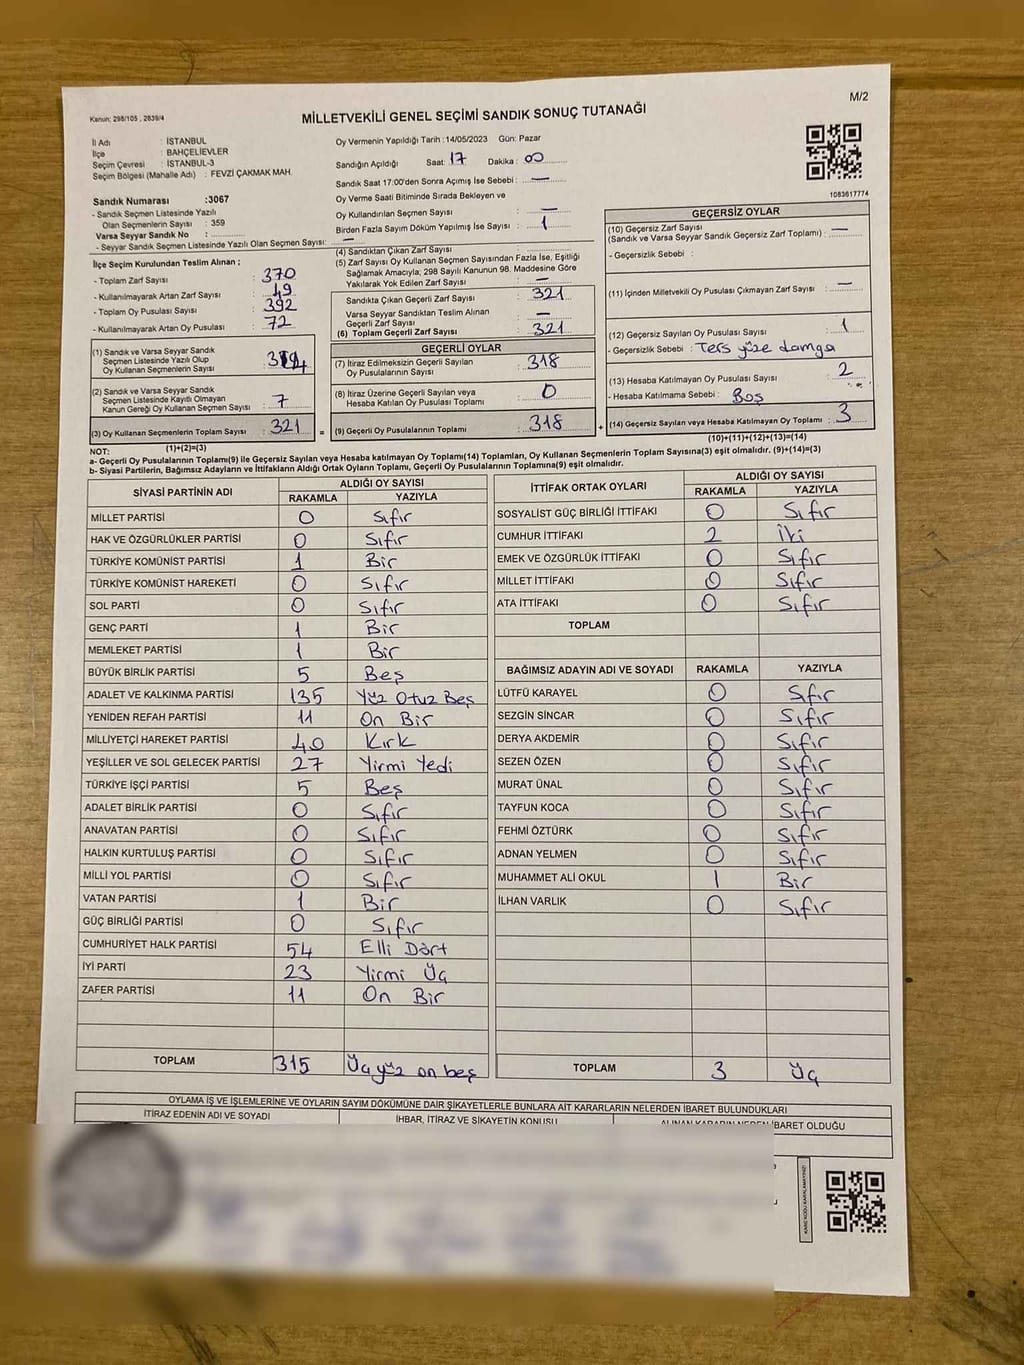 M/2
Kanun: 298/105 , 2839/4
MİLLETVEKİLİ GENEL SEÇİMİ SANDIK SONUÇ TUTANAĞI
İl Adı : İSTANBUL
İlçe : BAHÇELİEVLER
Seçim Çevresi : İSTANBUL-3
Seçim Bölgesi (Mahalle Adı) : FEVZİ ÇAKMAK MAH.
Sandık Numarası :3067
- Sandık Seçmen Listesinde Yazılı
Olan Seçmenlerin Sayısı : 359
Varsa Seyyar Sandık No :
- Seyyar Sandık Seçmen Listesinde Yazılı Olan Seçmen Sayısı: —
Oy Vermenin Yapıldığı Tarih : 14/05/2023 Gün: Pazar
Sandığın Açıldığı Saat: 17 Dakika : 00
Sandık Saat 17:00'den Sonra Açılmış İse Sebebi : —
Oy Verme Saati Bitiminde Sırada Bekleyen ve
Oy Kullandırılan Seçmen Sayısı : —
Birden Fazla Sayım Döküm Yapılmış İse Sayısı : 1
1083617774
İlçe Seçim Kurulundan Teslim Alınan ;
- Toplam Zarf Sayısı : 370
- Kullanılmayarak Artan Zarf Sayısı : 49
- Toplam Oy Pusulası Sayısı : 392
- Kullanılmayarak Artan Oy Pusulası : 72
(1) Sandık ve Varsa Seyyar Sandık
Seçmen Listesinde Yazılı Olup
Oy Kullanan Seçmenlerin Sayısı :
(2) Sandık ve Varsa Seyyar Sandık
Seçmen Listesinde Kayıtlı Olmayan
Kanun Gereği Oy Kullanan Seçmen Sayısı : 7
(3) Oy Kullanan Seçmenlerin Toplam Sayısı : 321
(4) Sandıktan Çıkan Zarf Sayısı :
(5) Zarf Sayısı Oy Kullanan Seçmen Sayısından Fazla İse, Eşitliği
Sağlamak Amacıyla; 298 Sayılı Kanunun 98. Maddesine Göre
Yakılarak Yok Edilen Zarf Sayısı : —
Sandıkta Çıkan Geçerli Zarf Sayısı : 321
Varsa Seyyar Sandıktan Teslim Alınan
Geçerli Zarf Sayısı : —
(6) Toplam Geçerli Zarf Sayısı : 321
GEÇERLİ OYLAR
(7) İtiraz Edilmeksizin Geçerli Sayılan
Oy Pusulalarının Sayısı : 318
(8) İtiraz Üzerine Geçerli Sayılan veya
Hesaba Katılan Oy Pusulası Toplamı : 0
= (9) Geçerli Oy Pusulalarının Toplamı : 318
GEÇERSİZ OYLAR
(10) Geçersiz Zarf Sayısı
(Sandık ve Varsa Seyyar Sandık Geçersiz Zarf Toplamı) : —
- Geçersizlik Sebebi :
(11) İçinden Milletvekili Oy Pusulası Çıkmayan Zarf Sayısı : —
(12) Geçersiz Sayılan Oy Pusulası Sayısı : 1
- Geçersizlik Sebebi : Ters yüze damga
(13) Hesaba Katılmayan Oy Pusulası Sayısı : 2
- Hesaba Katılmama Sebebi : Boş
+ (14) Geçersiz Sayılan veya Hesaba Katılmayan Oy Toplamı : 3
NOT: (1)+(2)=(3)
(10)+(11)+(12)+(13)=(14)
a- Geçerli Oy Pusulalarının Toplamı(9) ile Geçersiz Sayılan veya Hesaba katılmayan Oy Toplamı(14) Toplamları, Oy Kullanan Seçmenlerin Toplam Sayısına(3) eşit olmalıdır. (9)+(14)=(3)
b- Siyasi Partilerin, Bağımsız Adayların ve İttifakların Aldığı Ortak Oyların Toplamı, Geçerli Oy Pusulalarının Toplamına(9) eşit olmalıdır.
SİYASİ PARTİNİN ADI ALDIĞI OY SAYISI
RAKAMLA YAZIYLA
MİLLET PARTİSİ 0 Sıfır
HAK VE ÖZGÜRLÜKLER PARTİSİ 0 Sıfır
TÜRKİYE KOMÜNİST PARTİSİ 1 Bir
TÜRKİYE KOMÜNİST HAREKETİ 0 Sıfır
SOL PARTİ 0 Sıfır
GENÇ PARTİ 1 Bir
MEMLEKET PARTİSİ 1 Bir
BÜYÜK BİRLİK PARTİSİ 5 Beş
ADALET VE KALKINMA PARTİSİ 135 Yüz Otuz Beş
YENİDEN REFAH PARTİSİ 11 On Bir
MİLLİYETÇİ HAREKET PARTİSİ 40 Kırk
YEŞİLLER VE SOL GELECEK PARTİSİ 27 Yirmi Yedi
TÜRKİYE İŞÇİ PARTİSİ 5 Beş
ADALET BİRLİK PARTİSİ 0 Sıfır
ANAVATAN PARTİSİ 0 Sıfır
HALKIN KURTULUŞ PARTİSİ 0 Sıfır
MİLLİ YOL PARTİSİ 0 Sıfır
VATAN PARTİSİ 1 Bir
GÜÇ BİRLİĞİ PARTİSİ 0 Sıfır
CUMHURİYET HALK PARTİSİ 54 Elli Dört
İYİ PARTİ 23 Yirmi Üç
ZAFER PARTİSİ 11 On Bir
TOPLAM 315 Üç yüz on beş
İTTİFAK ORTAK OYLARI ALDIĞI OY SAYISI
RAKAMLA YAZIYLA
SOSYALİST GÜÇ BİRLİĞİ İTTİFAKI 0 Sıfır
CUMHUR İTTİFAKI 2 İki
EMEK VE ÖZGÜRLÜK İTTİFAKI 0 Sıfır
MİLLET İTTİFAKI 0 Sıfır
ATA İTTİFAKI 0 Sıfır
TOPLAM
BAĞIMSIZ ADAYIN ADI VE SOYADI RAKAMLA YAZIYLA
LÜTFÜ KARAYEL 0 Sıfır
SEZGİN SİNCAR 0 Sıfır
DERYA AKDEMİR 0 Sıfır
SEZEN ÖZEN 0 Sıfır
MURAT ÜNAL 0 Sıfır
TAYFUN KOCA 0 Sıfır
FEHMİ ÖZTÜRK 0 Sıfır
ADNAN YELMEN 0 Sıfır
MUHAMMET ALİ OKUL 1 Bir
İLHAN VARLIK 0 Sıfır
TOPLAM 3 Üç
OYLAMA İŞ VE İŞLEMLERİNE VE OYLARIN SAYIM DÖKÜMÜNE DAİR ŞİKAYETLERLE BUNLARA AİT KARARLARIN NELERDEN İBARET BULUNDUKLARI
İTİRAZ EDENİN ADI VE SOYADI İHBAR, İTİRAZ VE ŞİKAYETİN KONUSU ALINAN KARARIN NEDEN İBARET OLDUĞU